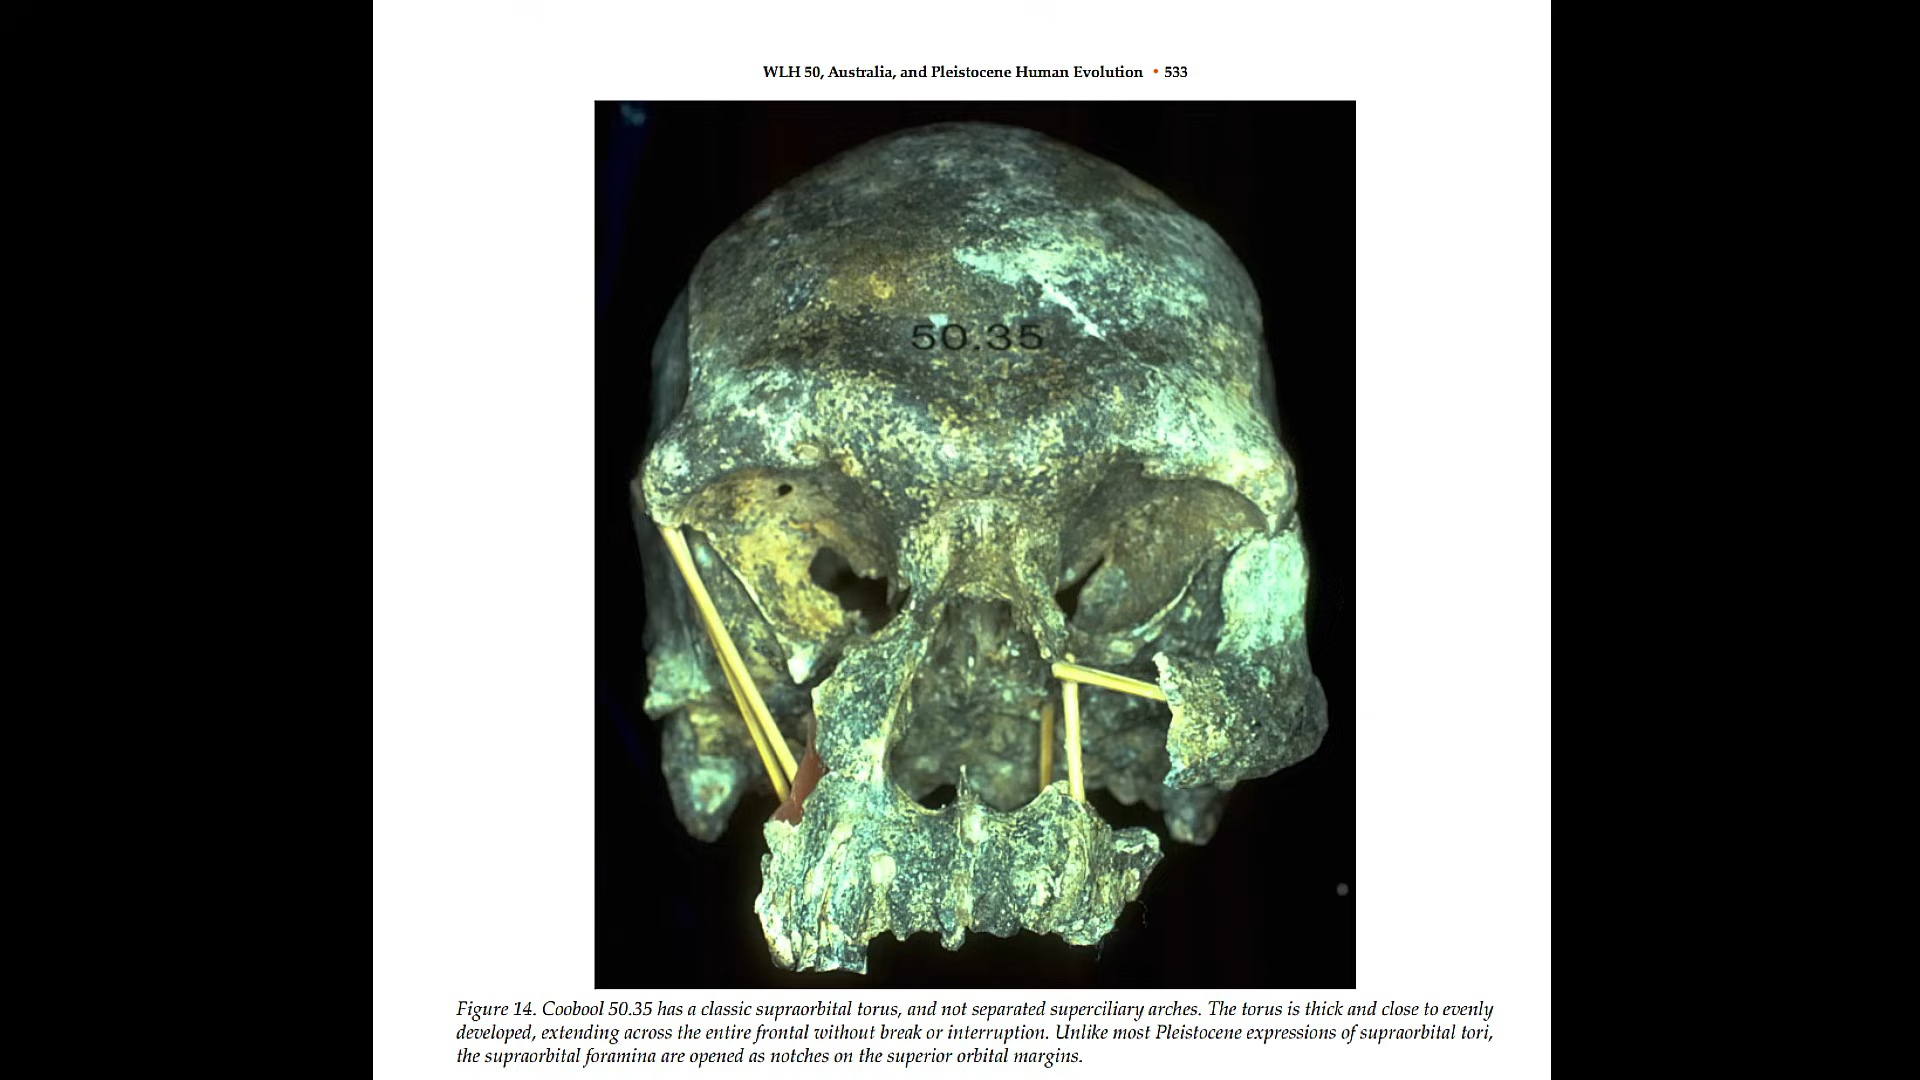 WLH 50, Australia, and Pleistocene Human Evolution • 533
50.35
Figure 14. Coobool 50.35 has a classic supraorbital torus, and not separated superciliary arches. The torus is thick and close to evenly
developed, extending across the entire frontal without break or interruption. Unlike most Pleistocene expressions of supraorbital tori,
the supraorbital foramina are opened as notches on the superior orbital margins.